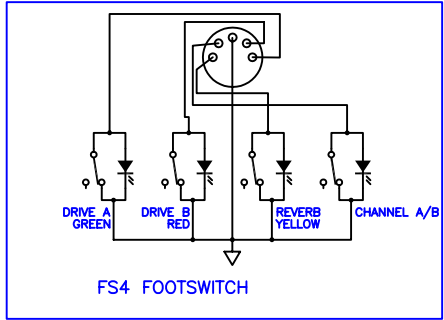 DRIVE A
GREEN
DRIVE B
RED
REVERB
YELLOW
CHANNEL A/B
FS4 FOOTSWITCH